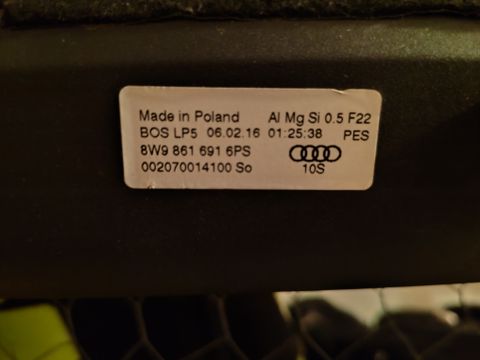 Made in Poland Al Mg Si 0.5 F22
BOS LP5 06.02.16 01:25:38 PES
8W9 861 691 6PS
002070014100 So 10S